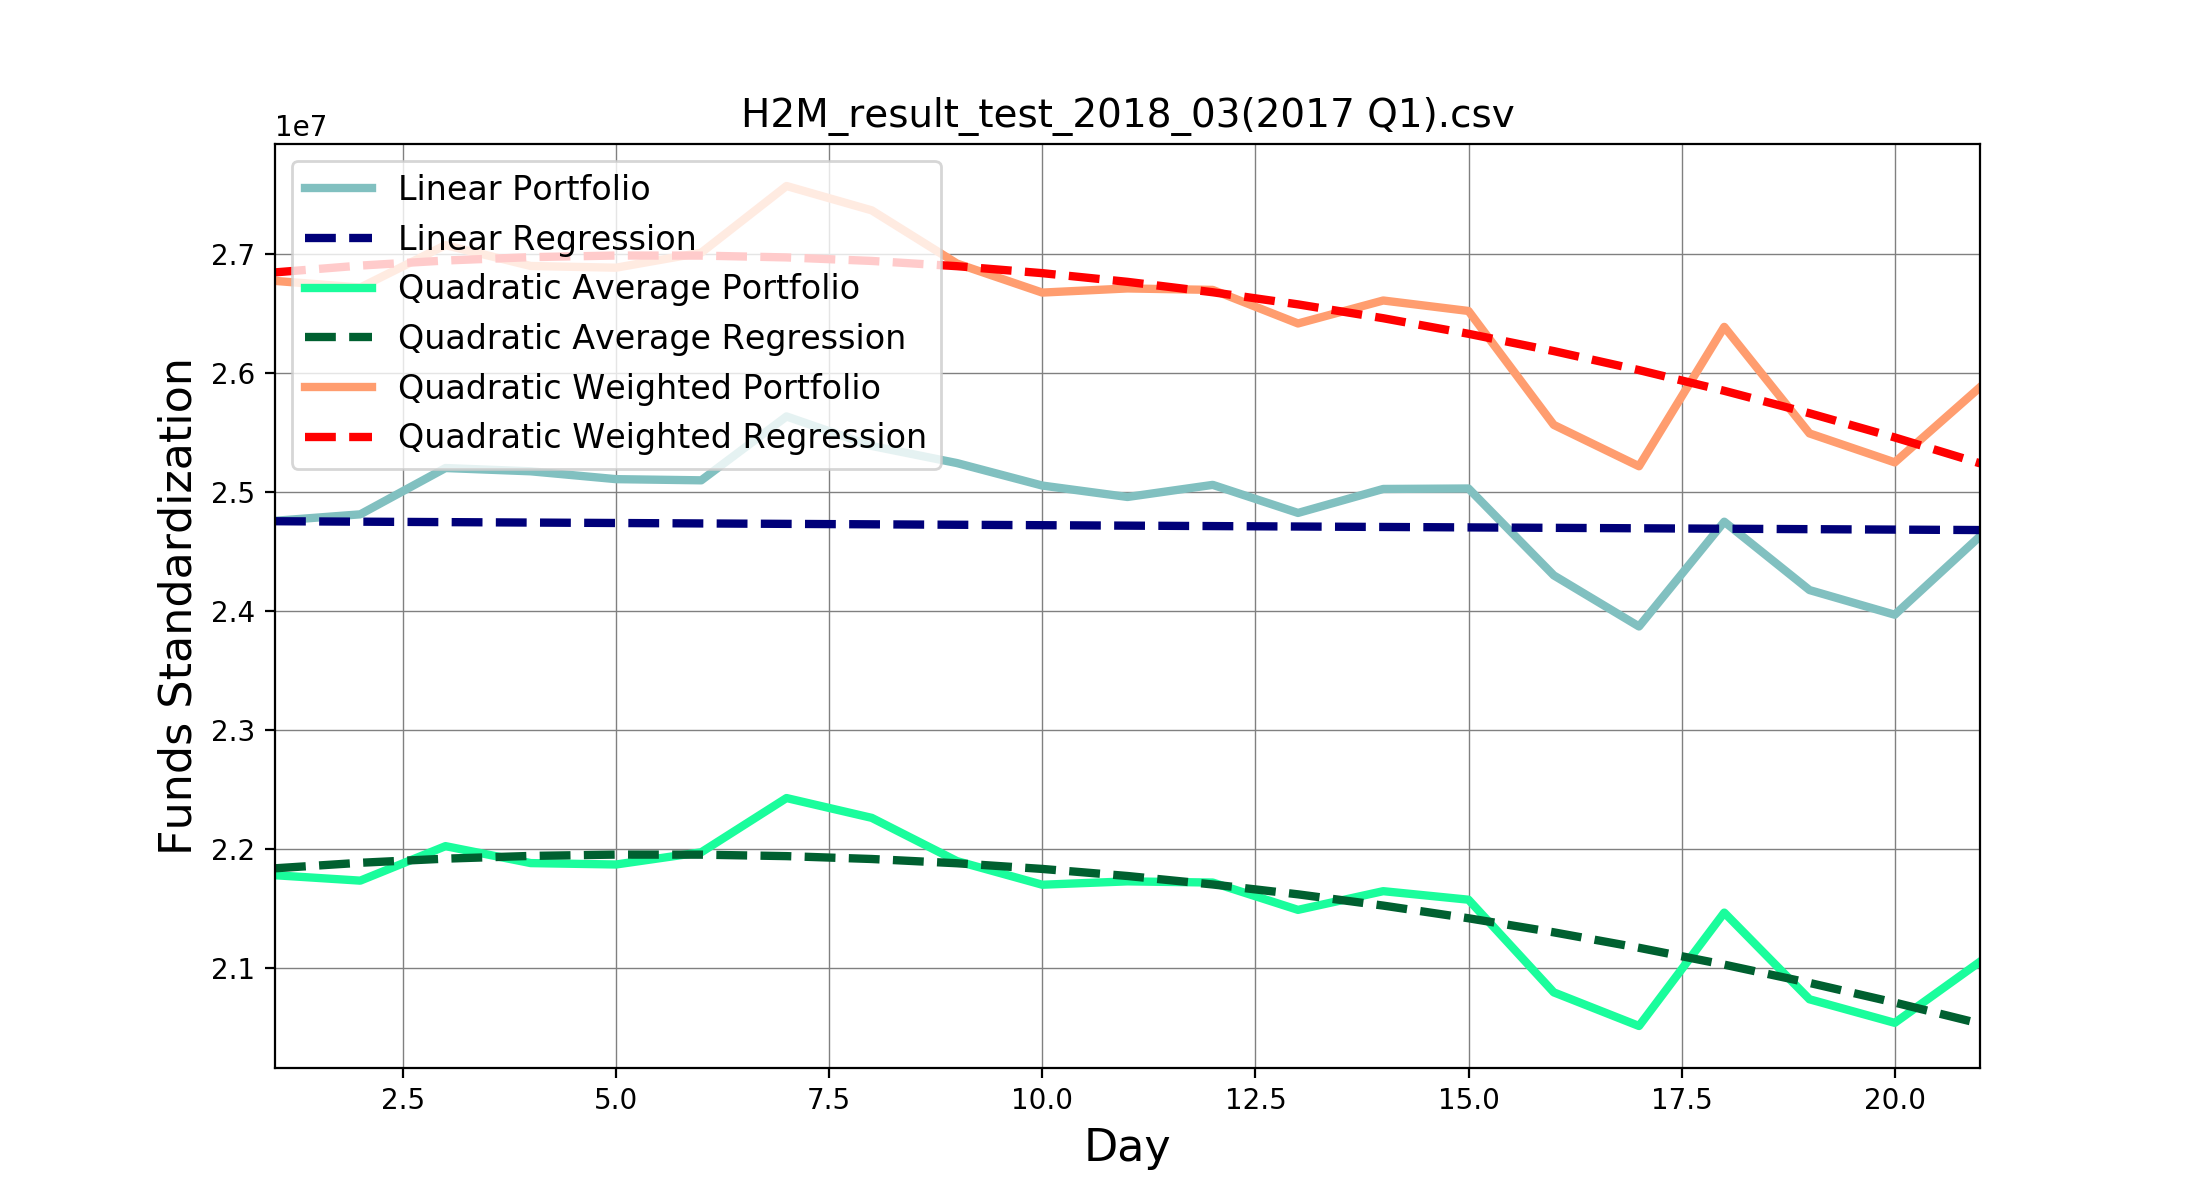 H2M_result_test_2018_03(2017 Q1).csv
1e7
Linear Portfolio
Linear Regression
Quadratic Average Portfolio
Quadratic Average Regression
Quadratic Weighted Portfolio
Quadratic Weighted Regression
Funds Standardization
2.7
2.6
2.5
2.4
2.3
2.2
2.1
2.5 5.0 7.5 10.0 12.5 15.0 17.5 20.0
Day